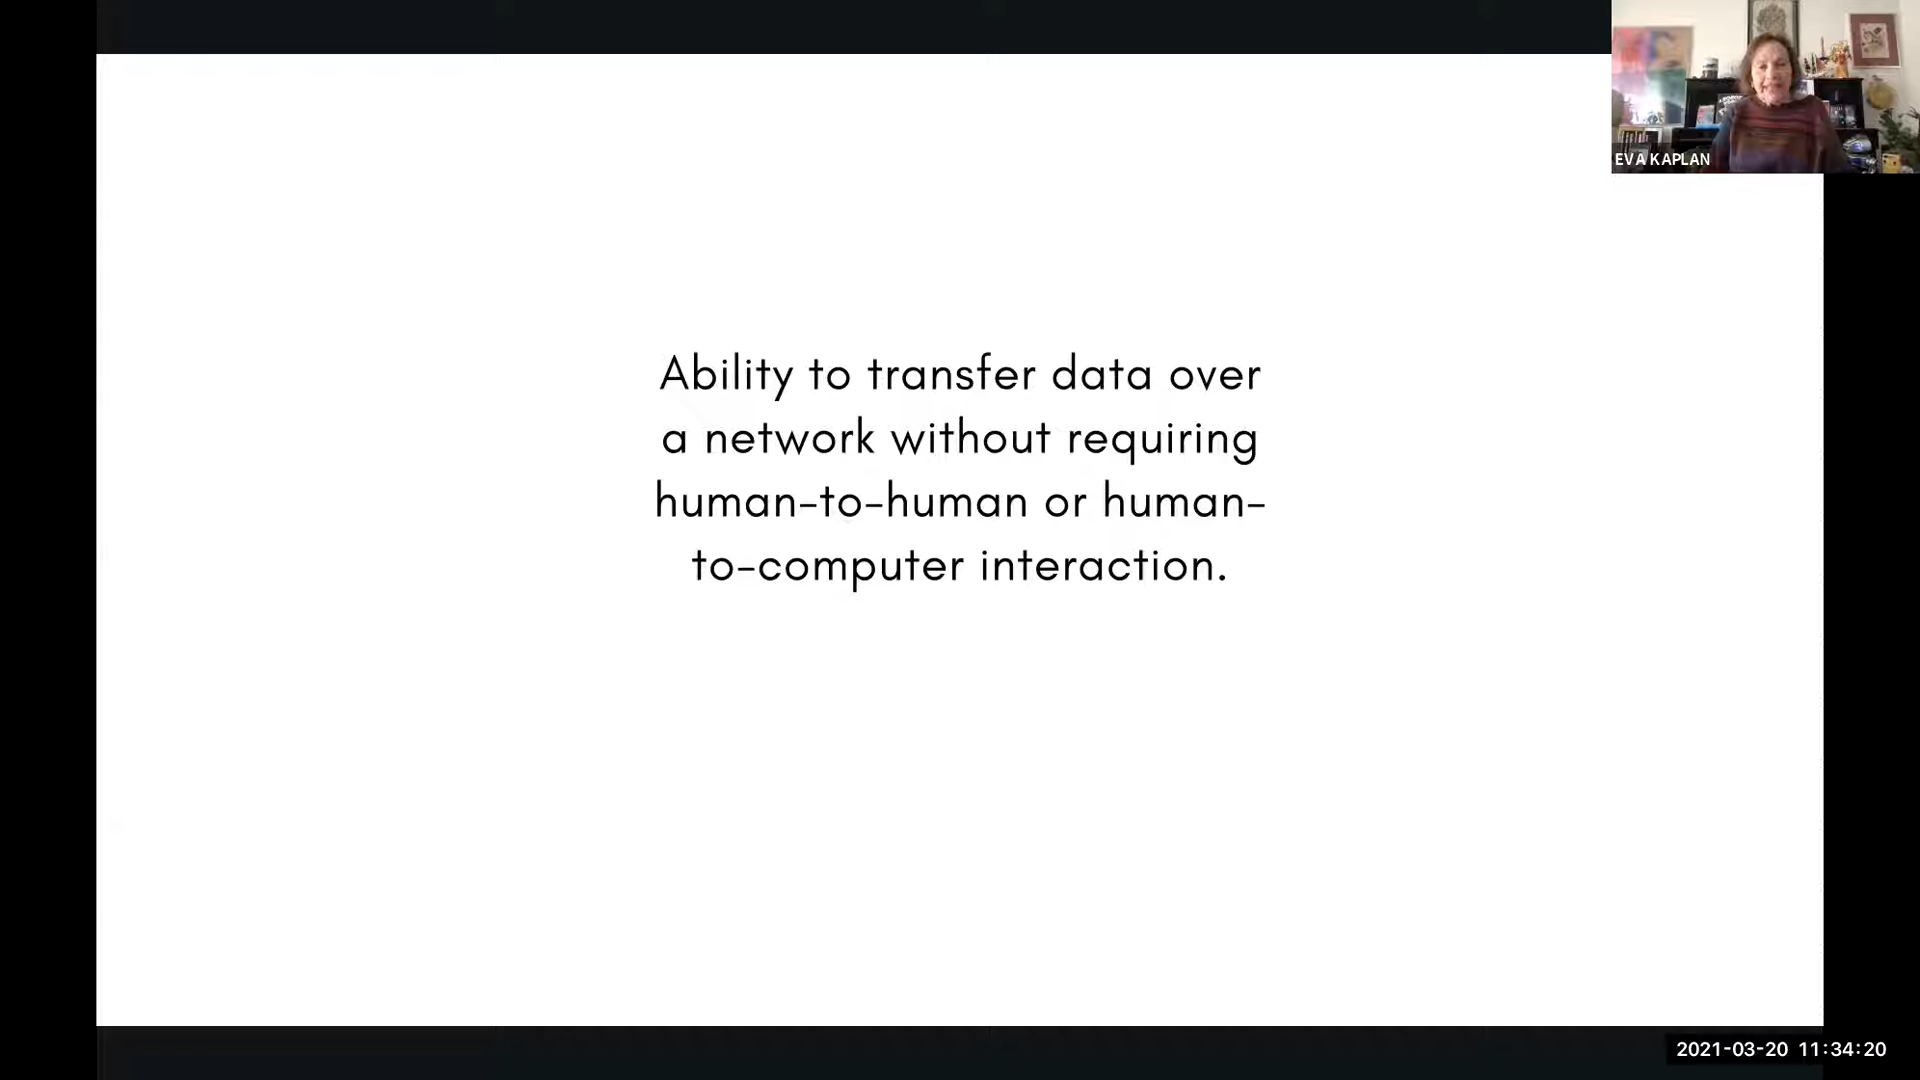 EVA KAPLAN
Ability to transfer data over
a network without requiring
human-to-human or human-
to-computer interaction.
2021-03-20 11:34:20